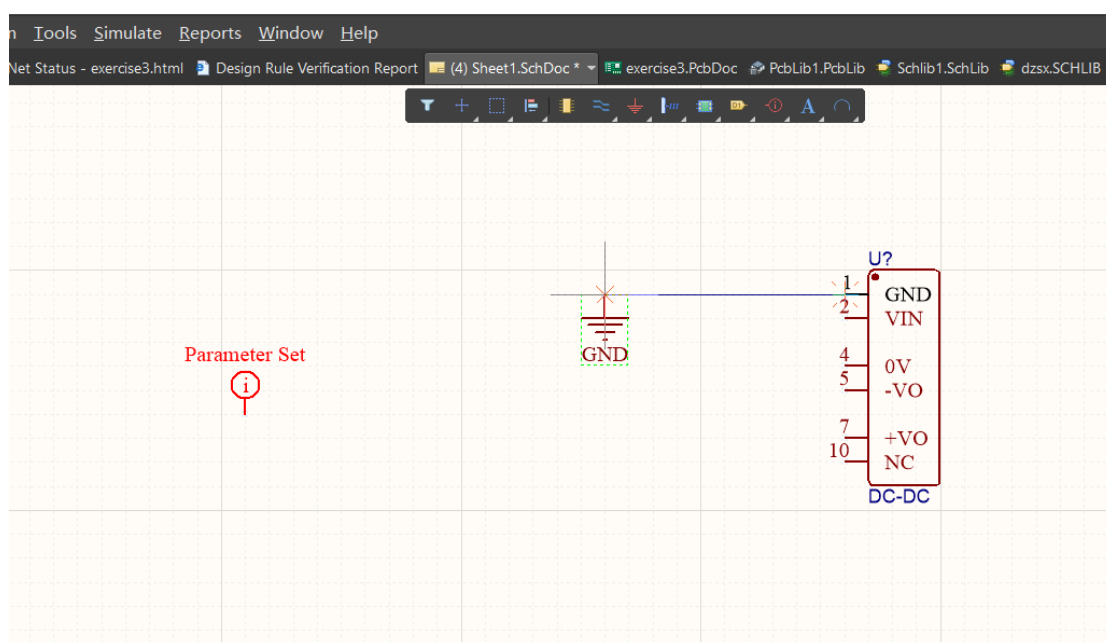 n Tools Simulate Reports Window Help
Net Status - exercise3.html Design Rule Verification Report (4) Sheet1.SchDoc * exercise3.PcbDoc PcbLib1.PcbLib Schlib1.SchLib dzsx.SCHLIB
D1 i A
U?
1 GND
2 VIN
Parameter Set
i
GND
4 0V
5 -VO
7 +VO
10 NC
DC-DC